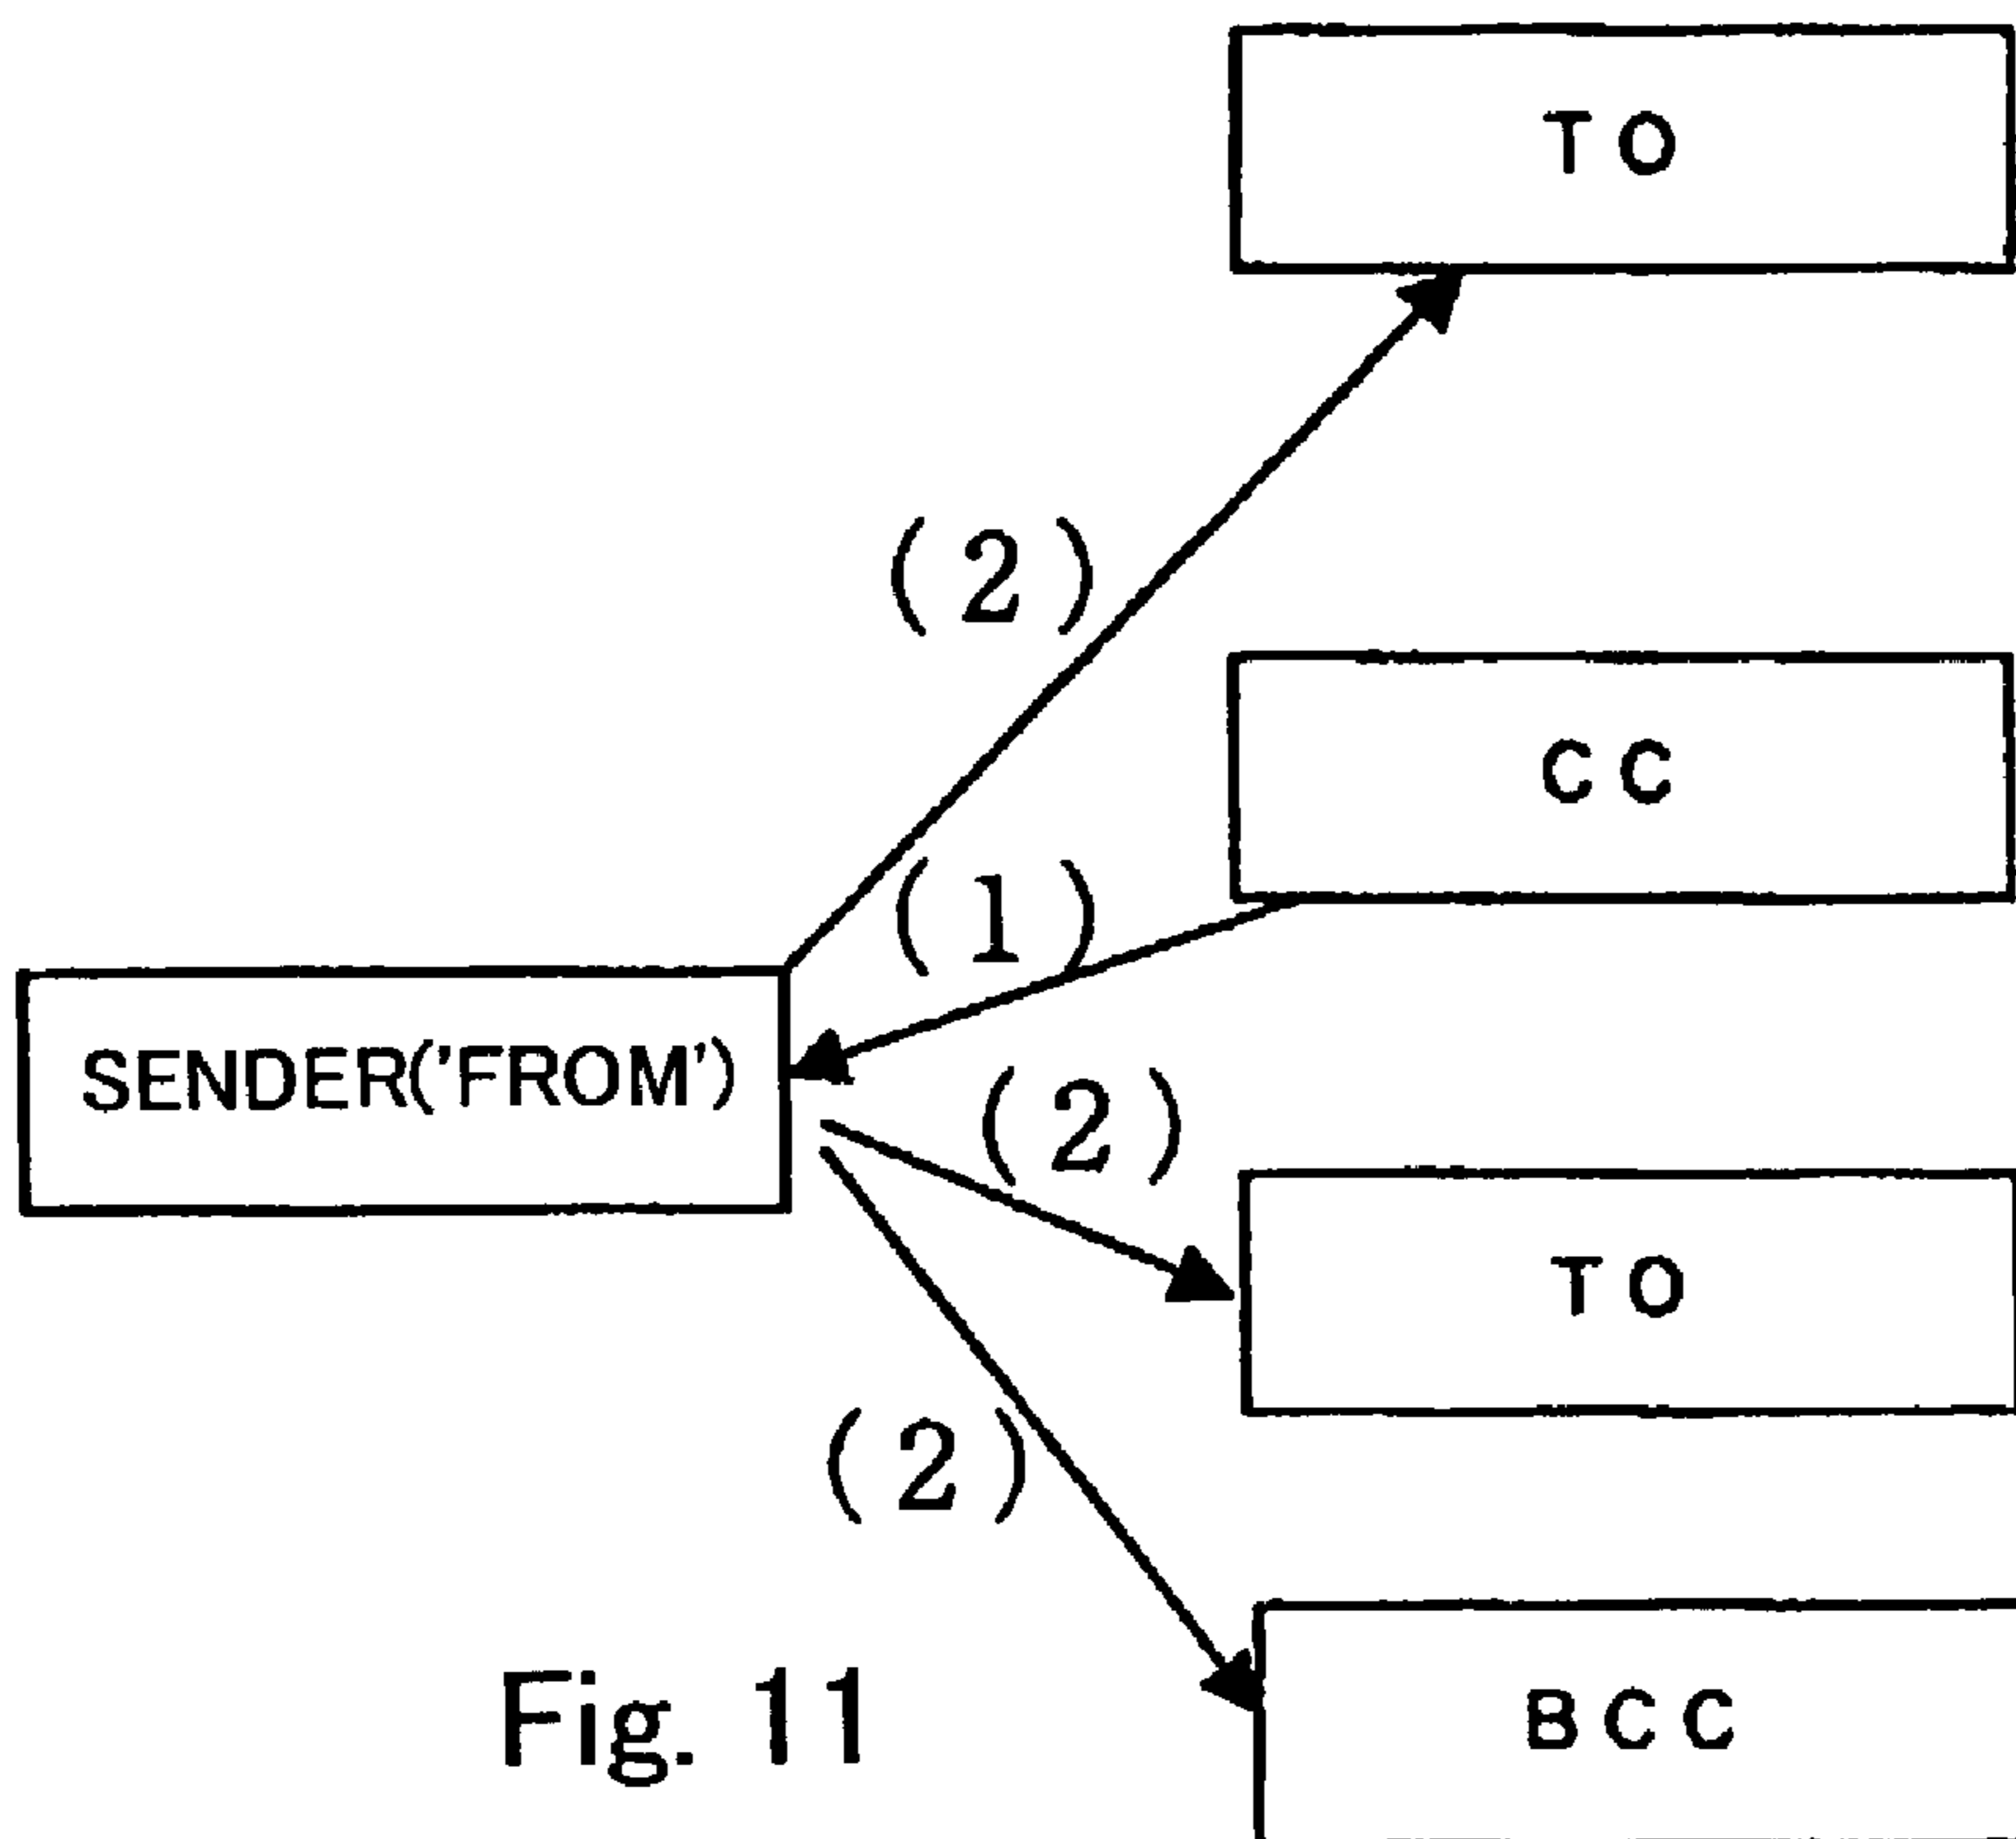 TO
(2)
CC
(1)
SENDER('FROM')
(2)
TO
(2)
BCC
Fig. 11